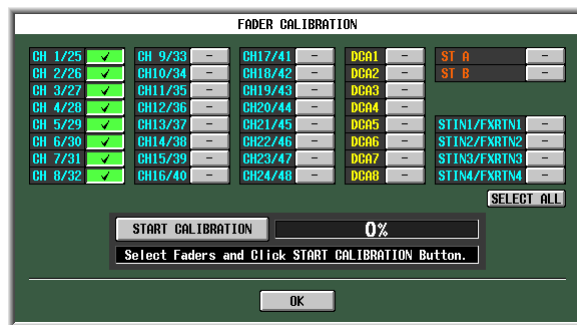 FADER CALIBRATION
CH 1/25 ✓ CH 9/33 – CH17/41 – DCA1 – ST A –
CH 2/26 ✓ CH10/34 – CH18/42 – DCA2 – ST B –
CH 3/27 ✓ CH11/35 – CH19/43 – DCA3 –
CH 4/28 ✓ CH12/36 – CH20/44 – DCA4 –
CH 5/29 ✓ CH13/37 – CH21/45 – DCA5 – STIN1/FXRTN1 –
CH 6/30 ✓ CH14/38 – CH22/46 – DCA6 – STIN2/FXRTN2 –
CH 7/31 ✓ CH15/39 – CH23/47 – DCA7 – STIN3/FXRTN3 –
CH 8/32 ✓ CH16/40 – CH24/48 – DCA8 – STIN4/FXRTN4 –
SELECT ALL
START CALIBRATION 0%
Select Faders and Click START CALIBRATION Button.
OK